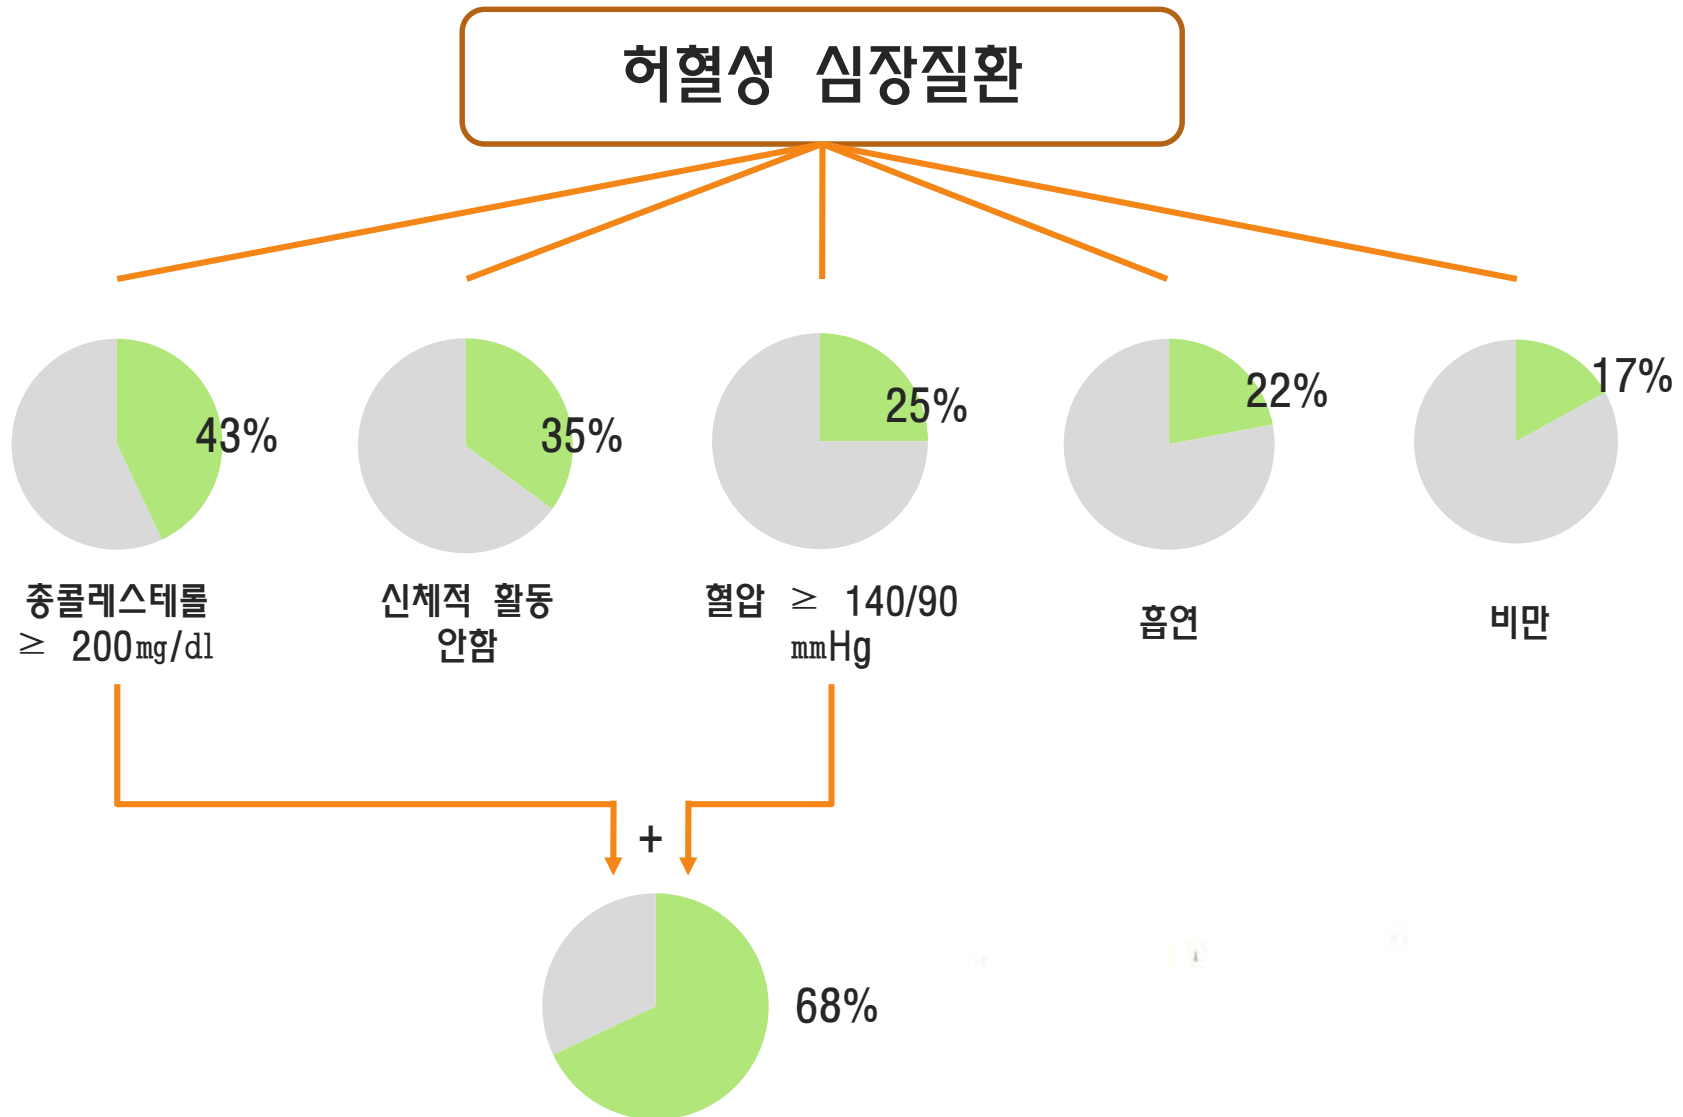 허혈성 심장질환
43%
35%
25%
22%
17%
총콜레스테롤
≥ 200mg/dl
신체적 활동
안함
혈압 ≥ 140/90
mmHg
흡연
비만
+
68%